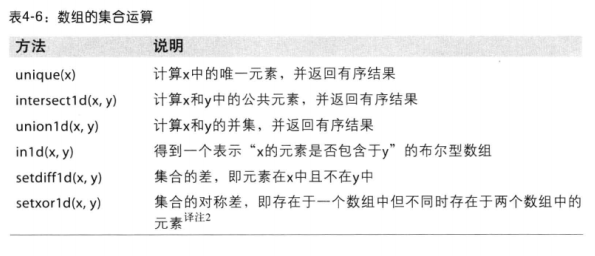 表4-6：数组的集合运算
方法 说明
unique(x) 计算x中的唯一元素，并返回有序结果
intersect1d(x, y) 计算x和y中的公共元素，并返回有序结果
union1d(x, y) 计算x和y的并集，并返回有序结果
in1d(x, y) 得到一个表示“x的元素是否包含于y”的布尔型数组
setdiff1d(x, y) 集合的差，即元素在x中且不在y中
setxor1d(x, y) 集合的对称差，即存在于一个数组中但不同时存在于两个数组中的
元素译注2